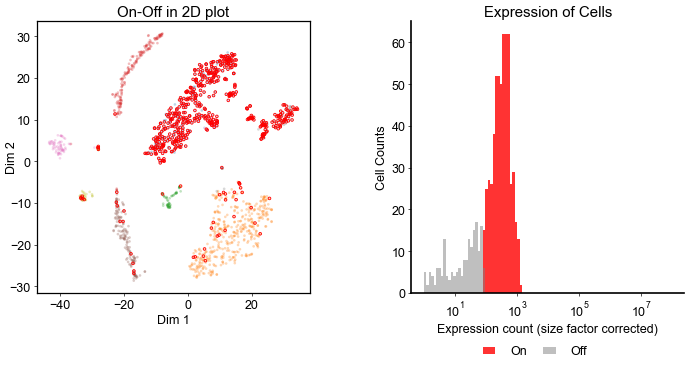 On-Off in 2D plot
Expression of Cells
Dim 2
30
20
10
0
−10
−20
−30
−40
−20
0
20
Dim 1
Cell Counts
60
50
40
30
20
10
0
10^1
10^3
10^5
10^7
Expression count (size factor corrected)
On
Off